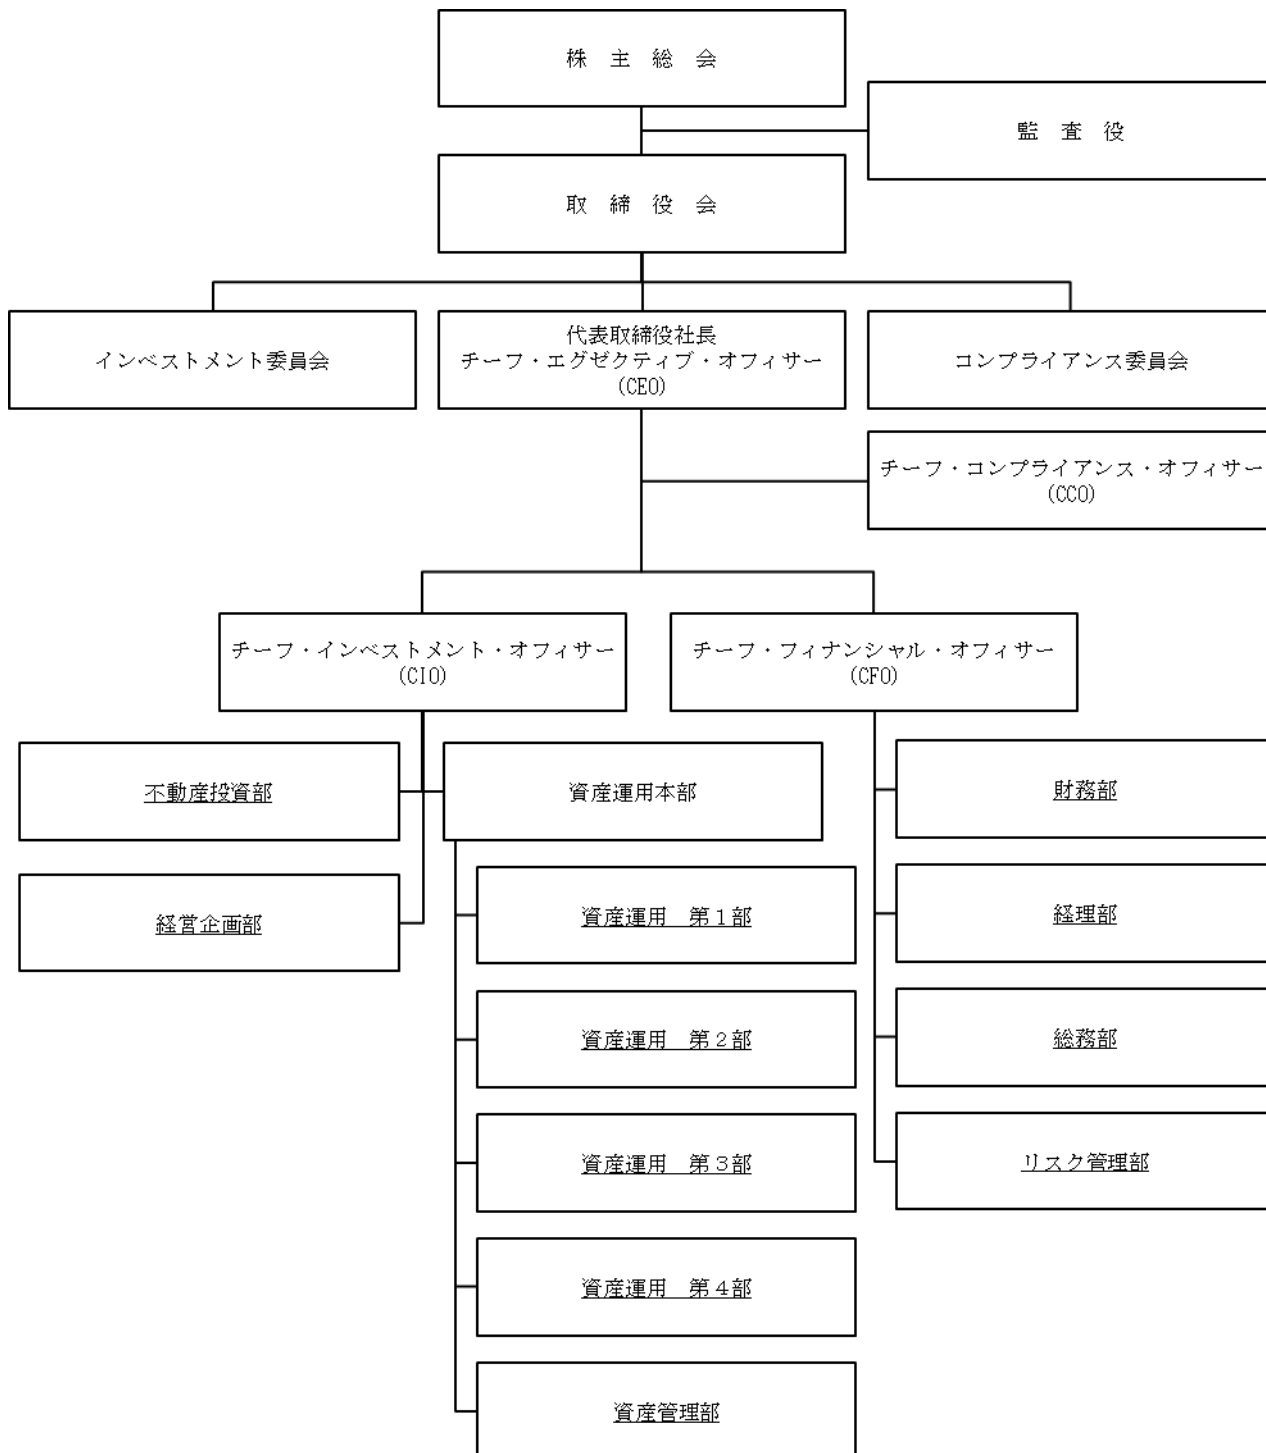 株　主　総　会
監　査　役
取　締　役　会
インベストメント委員会
代表取締役社長
チーフ・エグゼクティブ・オフィサー
(CEO)
コンプライアンス委員会
チーフ・コンプライアンス・オフィサー
(CCO)
チーフ・インベストメント・オフィサー
(CIO)
チーフ・フィナンシャル・オフィサー
(CFO)
不動産投資部
資産運用本部
財務部
経営企画部
資産運用　第１部
経理部
資産運用　第２部
総務部
資産運用　第３部
リスク管理部
資産運用　第４部
資産管理部